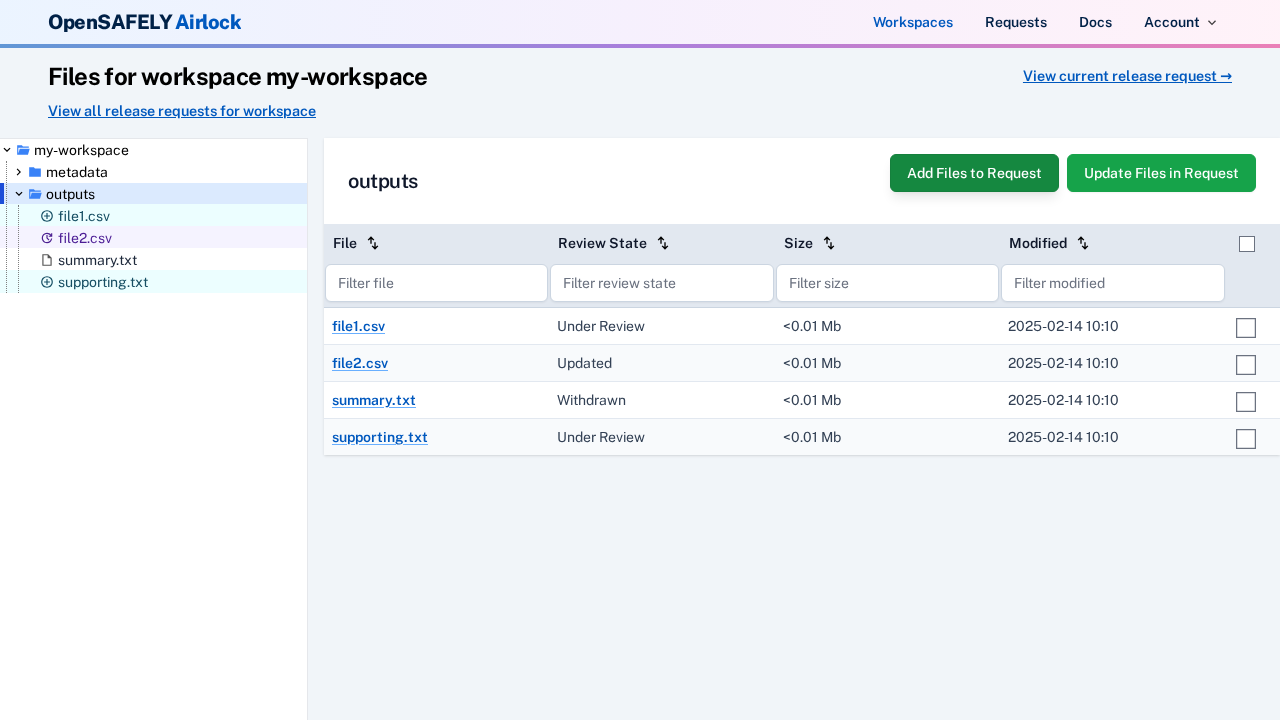 OpenSAFELY Airlock
Workspaces Requests Docs Account
Files for workspace my-workspace
View current release request →
View all release requests for workspace
my-workspace
metadata
outputs
file1.csv
file2.csv
summary.txt
supporting.txt
outputs
Add Files to Request Update Files in Request
File Review State Size Modified
Filter file Filter review state Filter size Filter modified
file1.csv Under Review <0.01 Mb 2025-02-14 10:10
file2.csv Updated <0.01 Mb 2025-02-14 10:10
summary.txt Withdrawn <0.01 Mb 2025-02-14 10:10
supporting.txt Under Review <0.01 Mb 2025-02-14 10:10